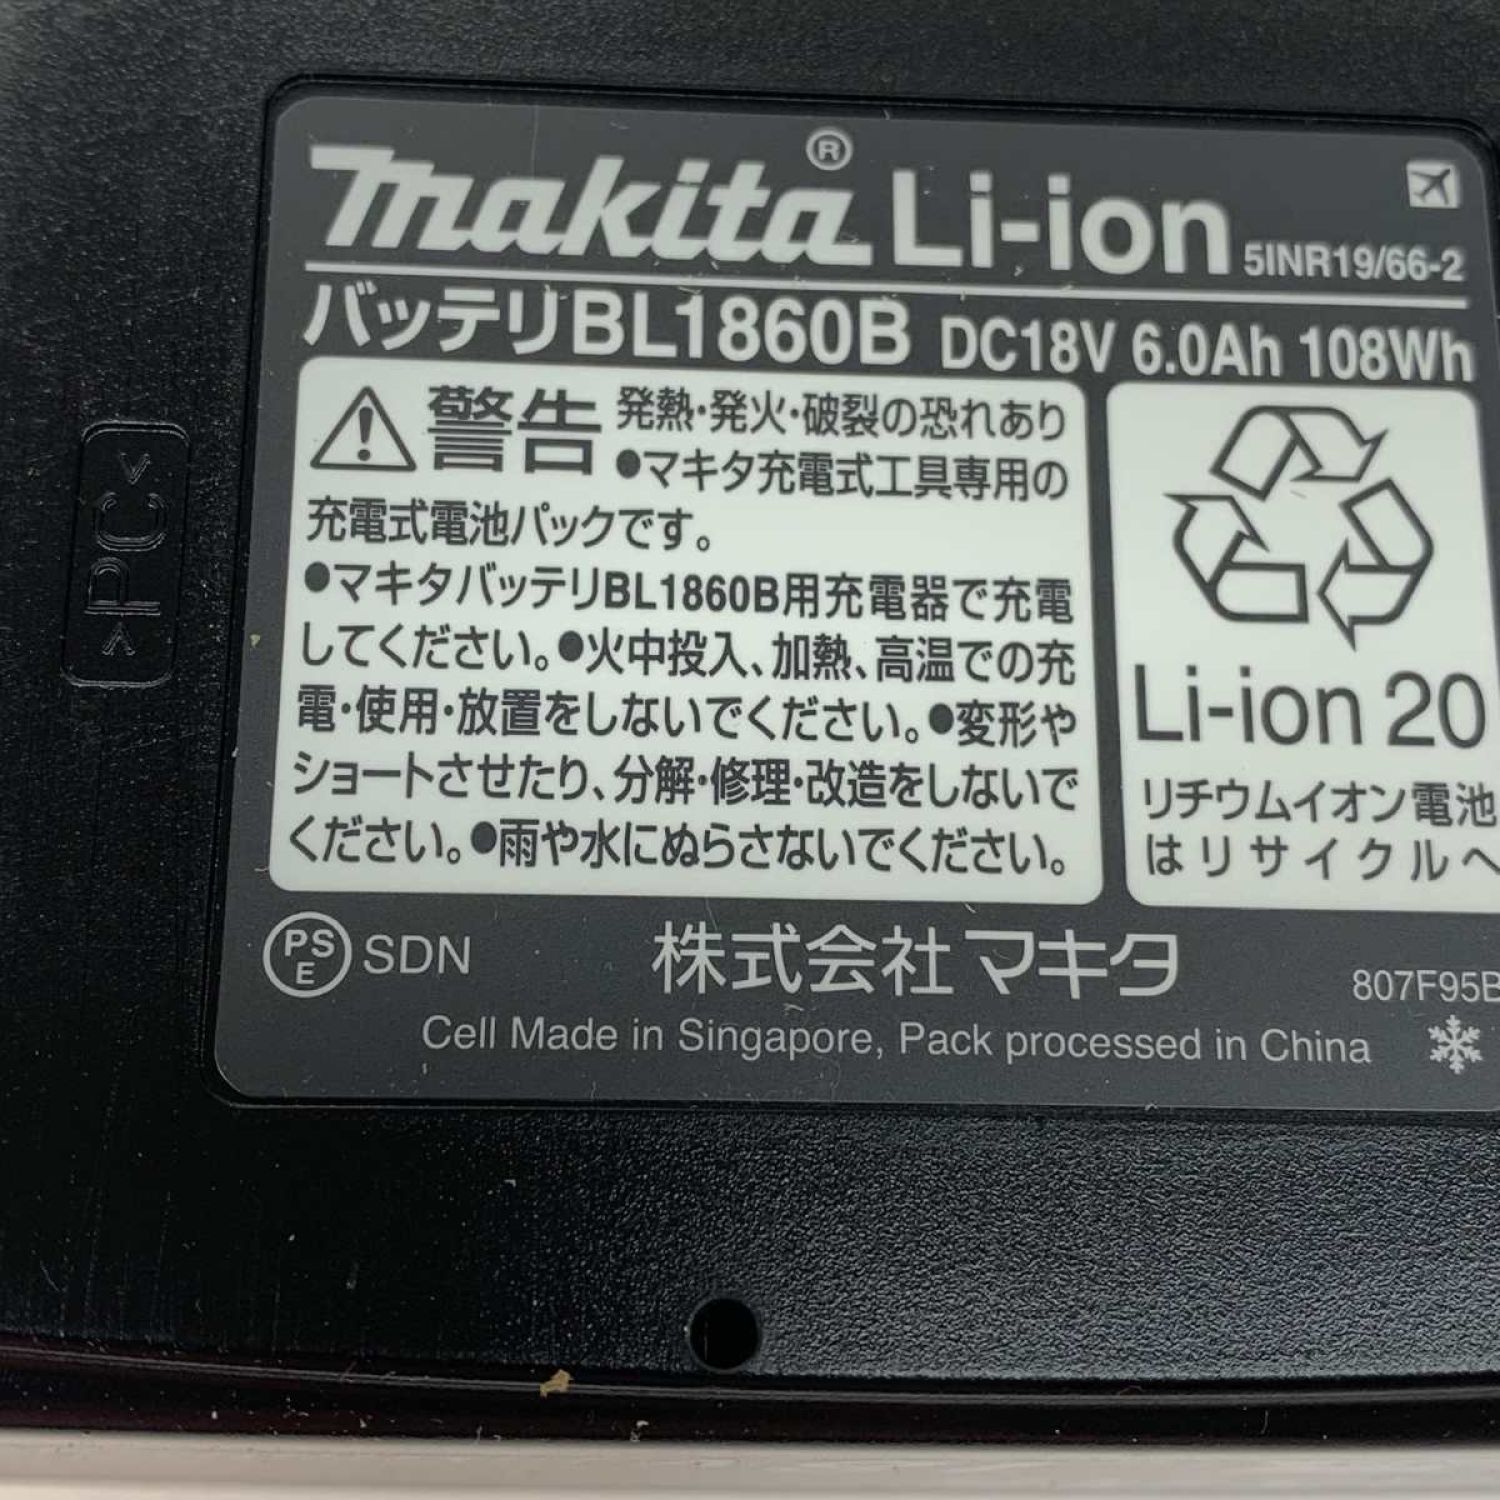 makita® Li-ion 5INR19/66-2
バッテリBL1860B DC18V 6.0Ah 108Wh
警告 発熱・発火・破裂の恐れあり
●マキタ充電式工具専用の
充電式電池パックです。
●マキタバッテリBL1860B用充電器で充電
してください。●火中投入、加熱、高温での充
電・使用・放置をしないでください。●変形や
ショートさせたり、分解・修理・改造をしないで
ください。●雨や水にぬらさないでください。
Li-ion 20
リチウムイオン電池
はリサイクルへ
PSE SDN
株式会社マキタ
807F95B
Cell Made in Singapore, Pack processed in China
>PC<